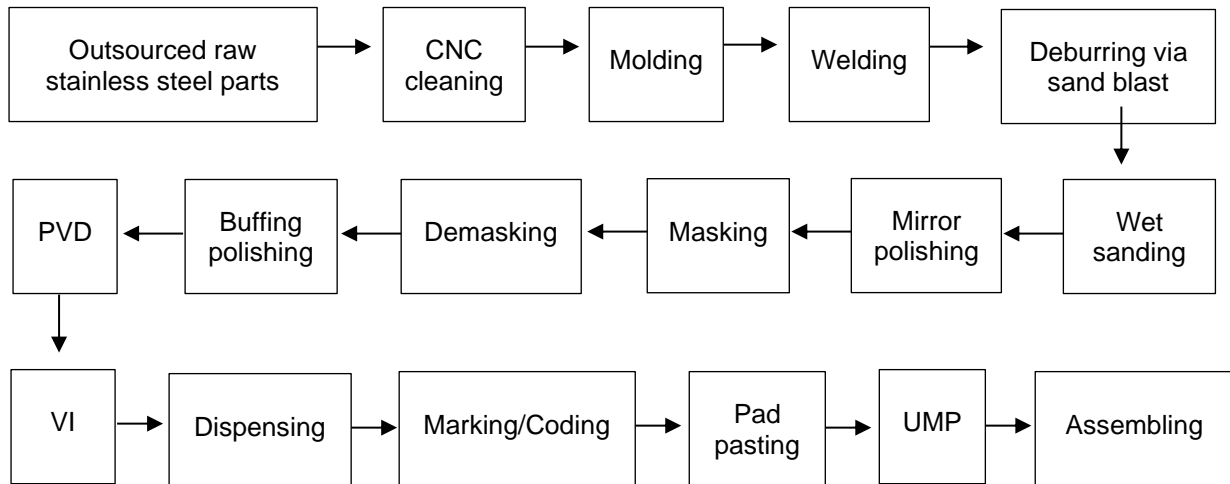 Outsourced raw
stainless steel parts
CNC
cleaning
Molding
Welding
Deburring via
sand blast
Wet
sanding
Mirror
polishing
Masking
Demasking
Buffing
polishing
PVD
VI
Dispensing
Marking/Coding
Pad
pasting
UMP
Assembling